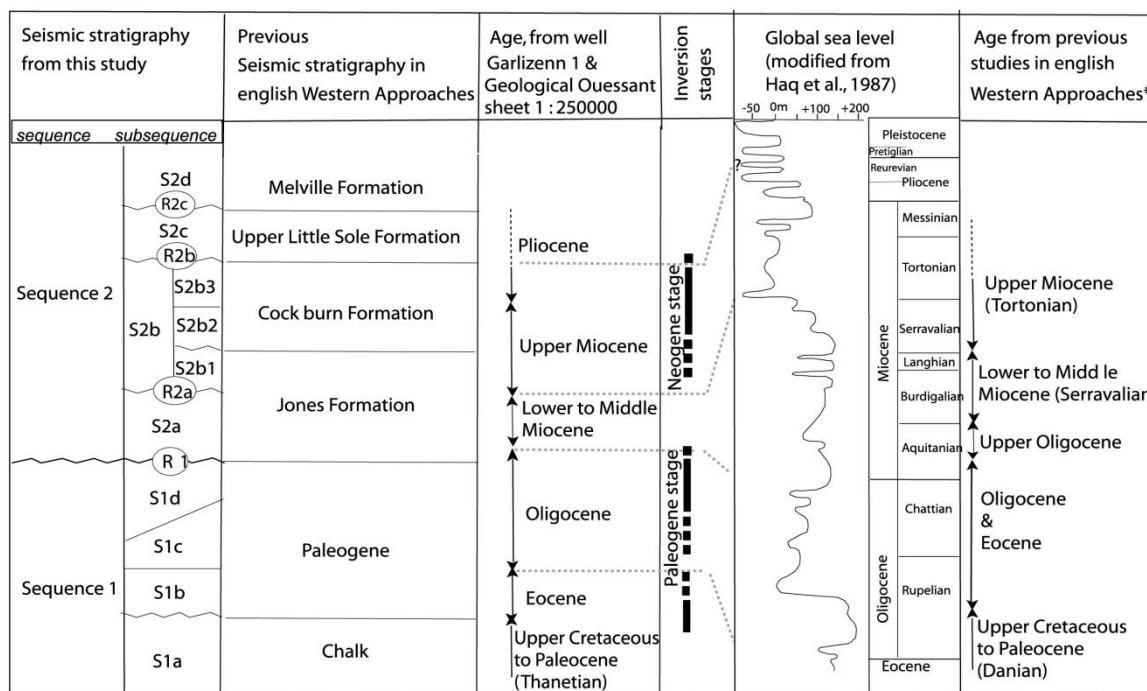 Seismic stratigraphy
from this study
Previous
Seismic stratigraphy in
english Western Approaches
Age, from well
Garlizenn 1 &
Geological Ouessant
sheet 1 : 250000
Inversion
stages
Global sea level
(modified from
Haq et al., 1987)
-50 0m +100 +200
Age from previous
studies in english
Western Approaches*
sequence subsequence
Sequence 2
S2d
R2c
S2c
R2b
S2b
S2b3
S2b2
S2b1
R2a
S2a
R 1
Sequence 1
S1d
S1c
S1b
S1a
Melville Formation
Upper Little Sole Formation
Cock burn Formation
Jones Formation
Paleogene
Chalk
Pliocene
Upper Miocene
Lower to Middle
Miocene
Oligocene
Eocene
Upper Cretaceous
to Paleocene
(Thanetian)
Neogene stage
Paleogene stage
?
Pleistocene
Pretiglian
Reurevian
Pliocene
Miocene
Messinian
Tortonian
Serravalian
Langhian
Burdigalian
Aquitanian
Oligocene
Chattian
Rupelian
Eocene
Upper Miocene
(Tortonian)
Lower to Midd le
Miocene (Serravalian
Upper Oligocene
Oligocene
&
Eocene
Upper Cretaceous
to Paleocene
(Danian)